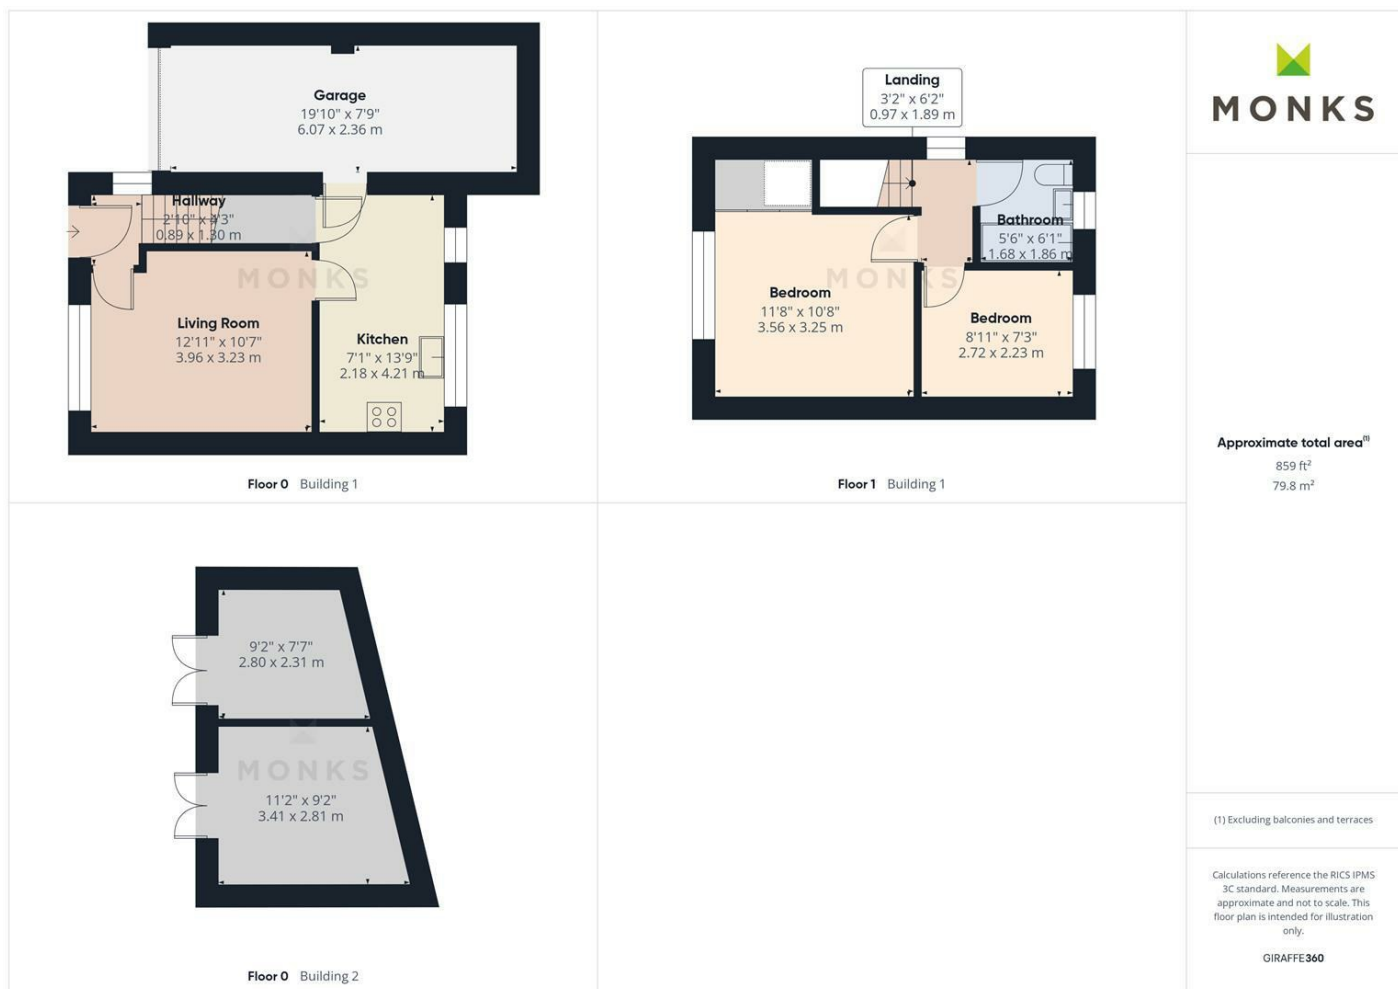 Garage
19'10" x 7'9"
6.07 x 2.36 m
Hallway
2'10" x 4'3"
0.89 x 1.30 m
MONKS
Living Room
12'11" x 10'7"
3.96 x 3.23 m
Kitchen
7'1" x 13'9"
2.18 x 4.21 m
Floor 0 Building 1
Landing
3'2" x 6'2"
0.97 x 1.89 m
Bathroom
5'6" x 6'1"
1.68 x 1.86 m
MONKS
Bedroom
11'8" x 10'8"
3.56 x 3.25 m
Bedroom
8'11" x 7'3"
2.72 x 2.23 m
Floor 1 Building 1
9'2" x 7'7"
2.80 x 2.31 m
MONKS
11'2" x 9'2"
3.41 x 2.81 m
Floor 0 Building 2
MONKS
Approximate total area(1)
859 ft²
79.8 m²
(1) Excluding balconies and terraces
Calculations reference the RICS IPMS
3C standard. Measurements are
approximate and not to scale. This
floor plan is intended for illustration
only.
GIRAFFE360